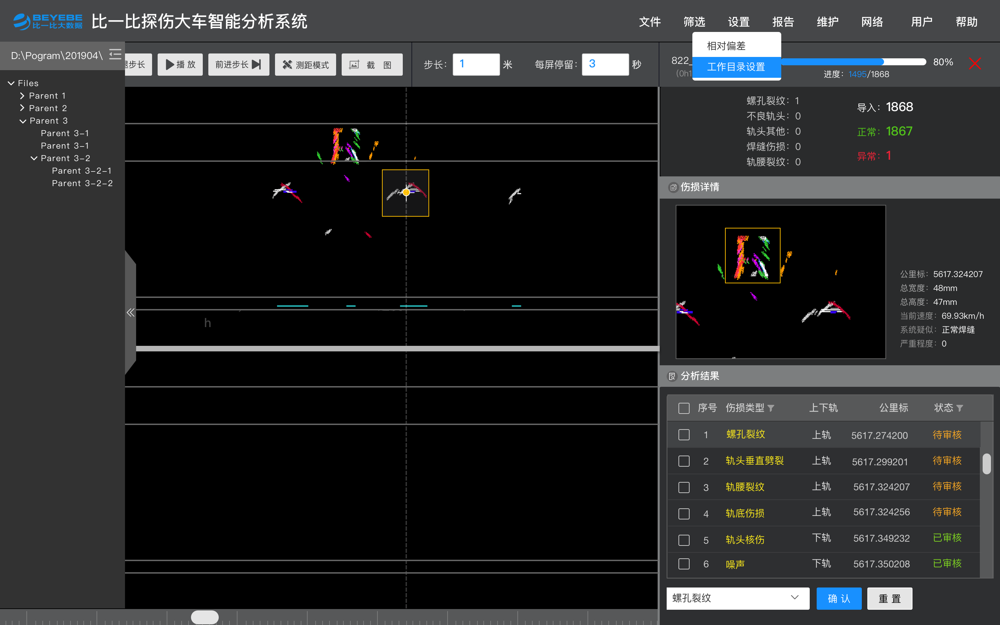 BEYEBE
比一比大数据
比一比探伤大车智能分析系统
文件 筛选 设置 报告 维护 网络 用户 帮助
相对偏差
工作目录设置
D:\Pogram\201904\
步长 播 放 前进步长 测距模式 截 图
步长： 1 米 每屏停留： 3 秒
822_ 80%
(0h1 进度：1495/1868
Files
Parent 1
Parent 2
Parent 3
Parent 3-1
Parent 3-1
Parent 3-2
Parent 3-2-1
Parent 3-2-2
h
螺孔裂纹：1
不良轨头：0
轨头其他：0
焊缝伤损：0
轨腰裂纹：0
导入：1868
正常：1867
异常：1
伤损详情
公里标：5617.324207
总宽度：48mm
总高度：47mm
当前速度：69.93km/h
系统疑似：正常焊缝
严重程度：0
分析结果
序号 伤损类型 上下轨 公里标 状态
1 螺孔裂纹 上轨 5617.274200 待审核
2 轨头垂直劈裂 上轨 5617.299201 待审核
3 轨腰裂纹 上轨 5617.324207 待审核
4 轨底伤损 上轨 5617.324256 待审核
5 轨头核伤 下轨 5617.349232 已审核
6 噪声 下轨 5617.350208 已审核
螺孔裂纹 确 认 重 置